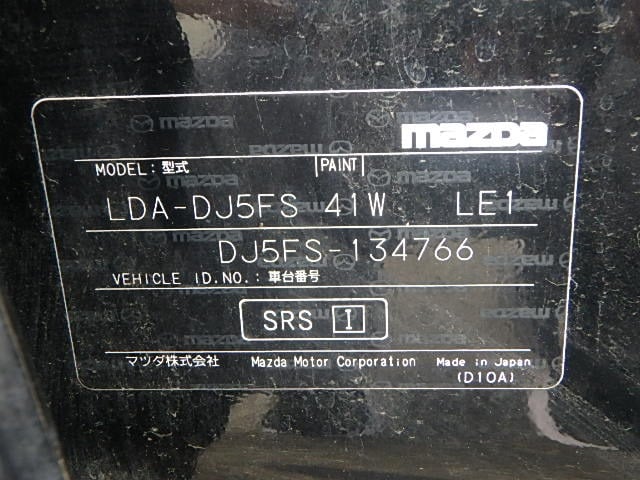 mazda
MODEL:型式 PAINT
LDA-DJ5FS 41W LE1
DJ5FS-134766
VEHICLE ID.NO.:車台番号
SRS I
マツダ株式会社 Mazda Motor Corporation Made in Japan
(D10A)